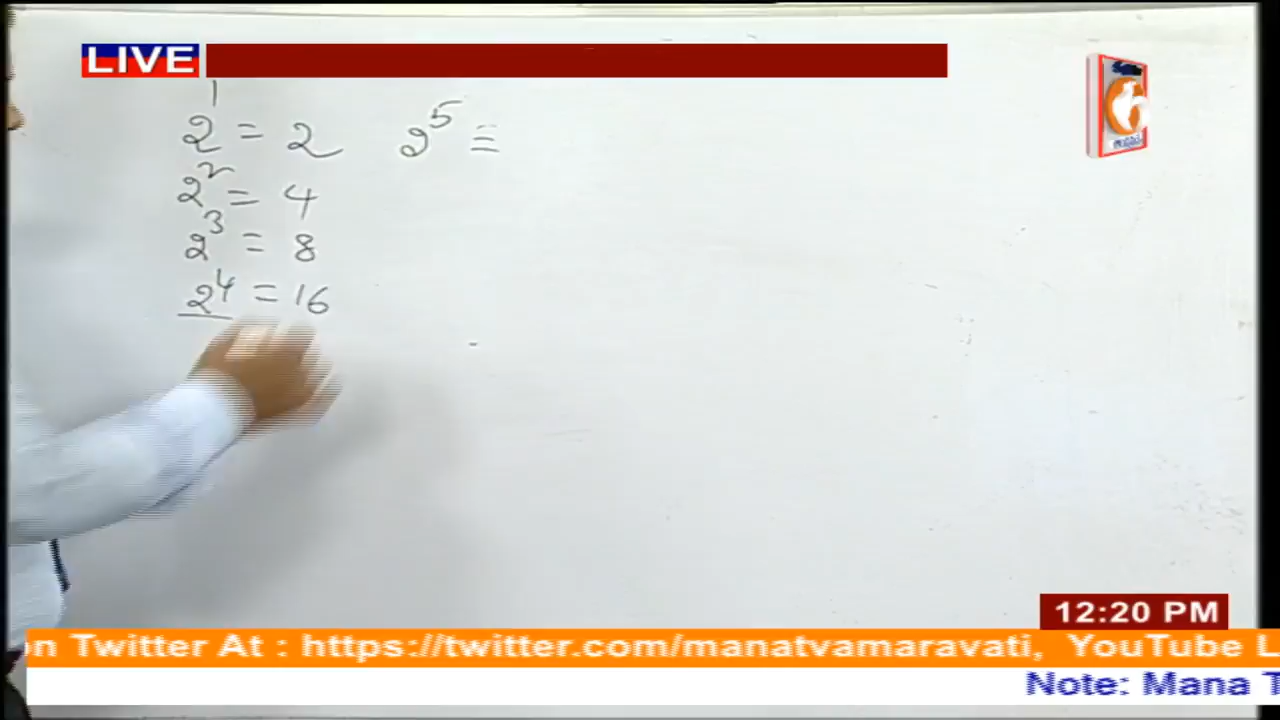 LIVE
2¹ = 2
2² = 4
2³ = 8
2⁴ = 16
2⁵ =
12:20 PM
on Twitter At : https://twitter.com/manatvamaravati, YouTube L
Note: Mana T